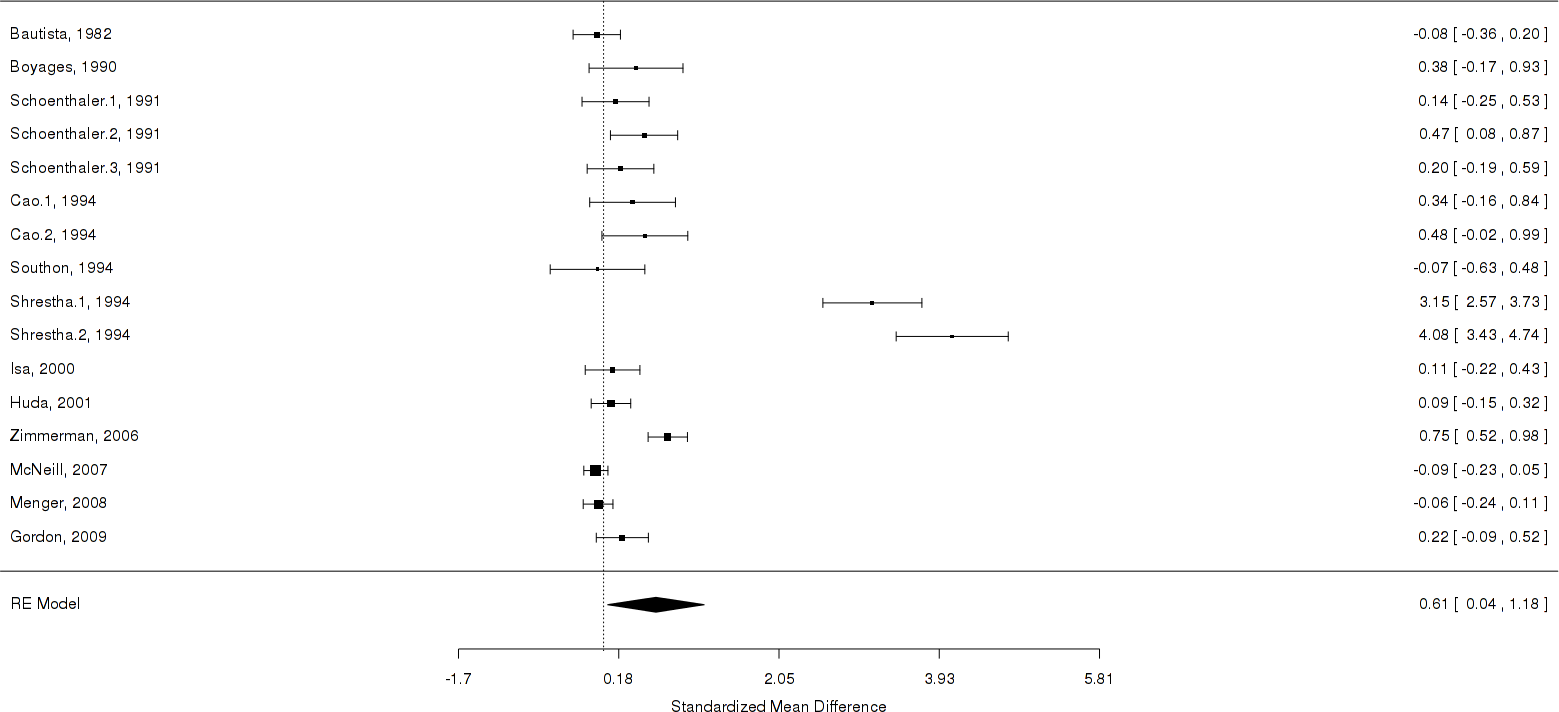 Bautista, 1982 -0.08 [ -0.36 , 0.20 ]
Boyages, 1990 0.38 [ -0.17 , 0.93 ]
Schoenthaler.1, 1991 0.14 [ -0.25 , 0.53 ]
Schoenthaler.2, 1991 0.47 [ 0.08 , 0.87 ]
Schoenthaler.3, 1991 0.20 [ -0.19 , 0.59 ]
Cao.1, 1994 0.34 [ -0.16 , 0.84 ]
Cao.2, 1994 0.48 [ -0.02 , 0.99 ]
Southon, 1994 -0.07 [ -0.63 , 0.48 ]
Shrestha.1, 1994 3.15 [ 2.57 , 3.73 ]
Shrestha.2, 1994 4.08 [ 3.43 , 4.74 ]
Isa, 2000 0.11 [ -0.22 , 0.43 ]
Huda, 2001 0.09 [ -0.15 , 0.32 ]
Zimmerman, 2006 0.75 [ 0.52 , 0.98 ]
McNeill, 2007 -0.09 [ -0.23 , 0.05 ]
Menger, 2008 -0.06 [ -0.24 , 0.11 ]
Gordon, 2009 0.22 [ -0.09 , 0.52 ]
RE Model 0.61 [ 0.04 , 1.18 ]
-1.7 0.18 2.05 3.93 5.81
Standardized Mean Difference